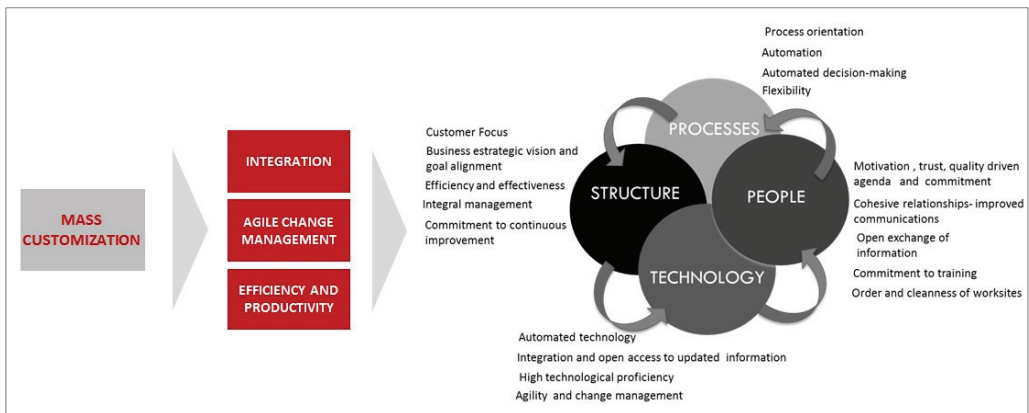 MASS
CUSTOMIZATION
INTEGRATION
AGILE CHANGE
MANAGEMENT
EFFICIENCY AND
PRODUCTIVITY
Customer Focus
Business estrategic vision and
goal alignment
Efficiency and effectiveness
Integral management
Commitment to continuous
improvement
Process orientation
Automation
Automated decision-making
Flexibility
PROCESSES
STRUCTURE
PEOPLE
TECHNOLOGY
Motivation , trust, quality driven
agenda and commitment
Cohesive relationships- improved
communications
Open exchange of
information
Commitment to training
Order and cleanness of worksites
Automated technology
Integration and open access to updated information
High technological proficiency
Agility and change management